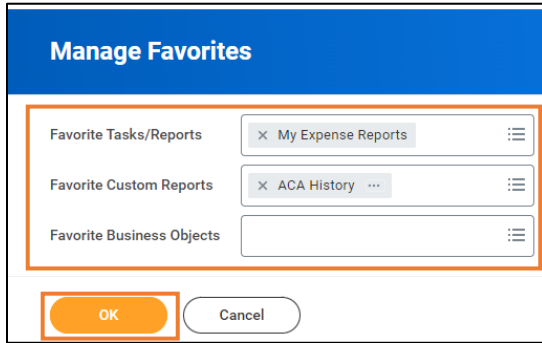 Manage Favorites
Favorite Tasks/Reports × My Expense Reports
Favorite Custom Reports × ACA History ...
Favorite Business Objects
OK Cancel